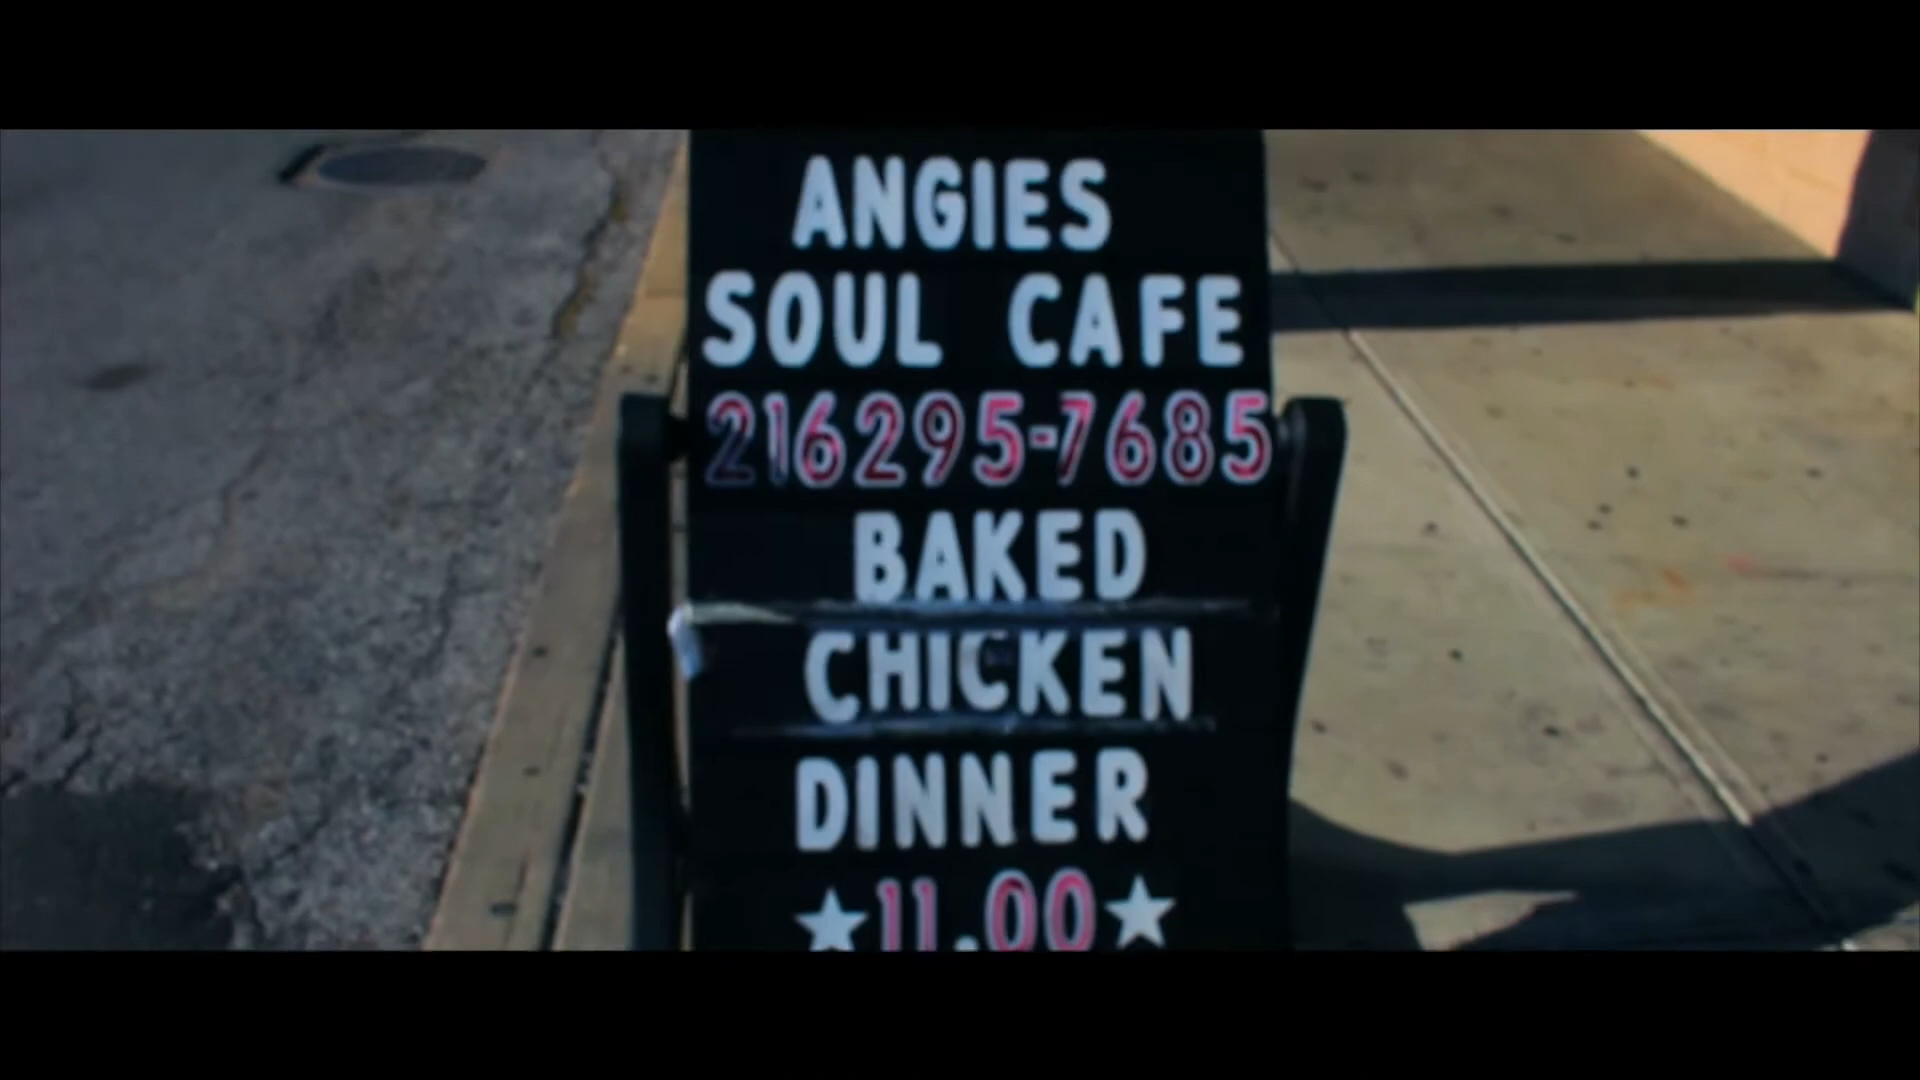 ANGIES
SOUL CAFE
216295-7685
BAKED
CHICKEN
DINNER
★11.00★